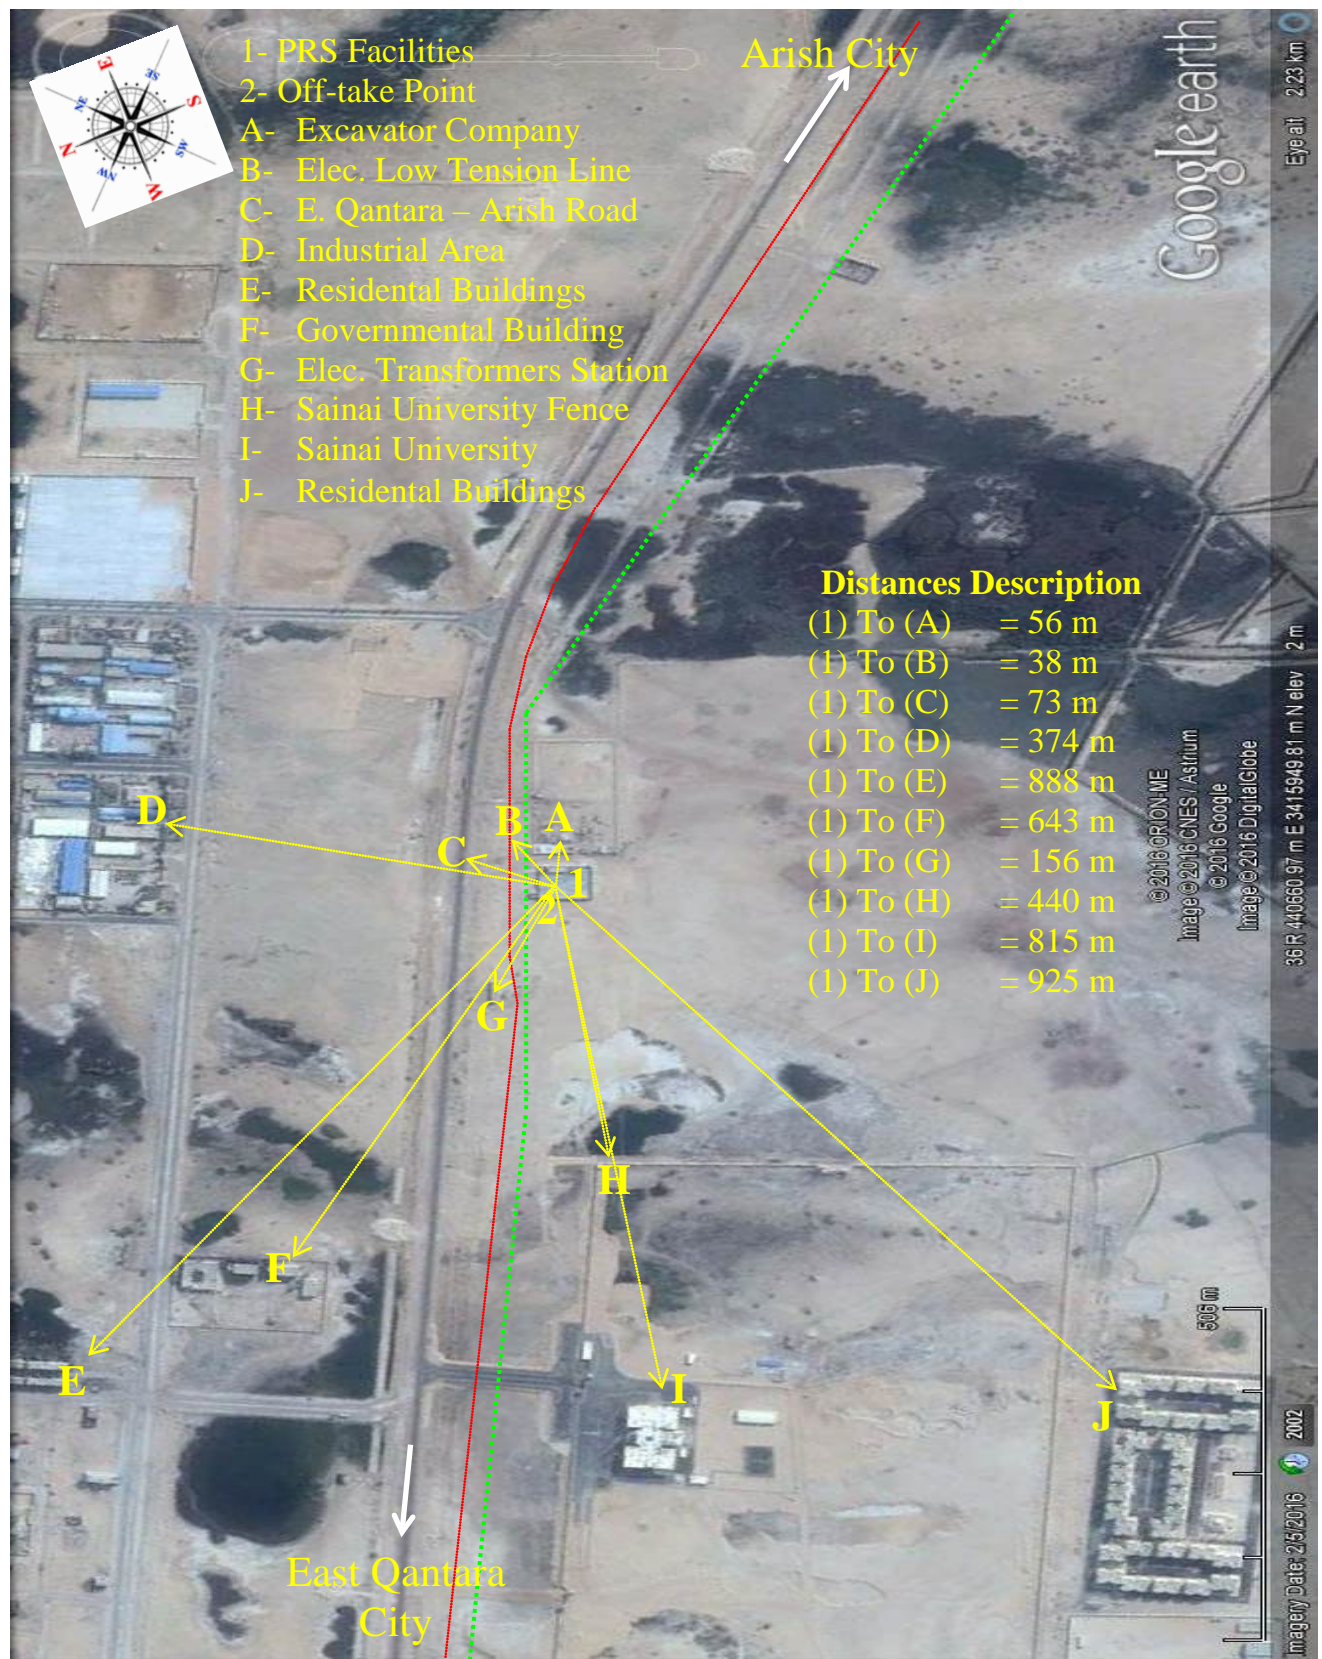 1- PRS Facilities
2- Off-take Point
A- Excavator Company
B- Elec. Low Tension Line
C- E. Qantara – Arish Road
D- Industrial Area
E- Residental Buildings
F- Governmental Building
G- Elec. Transformers Station
H- Sainai University Fence
I- Sainai University
J- Residental Buildings
E
SE
S
SW
W
NW
N
NE
Arish City
Google earth
Eye alt 2.23 km
Distances Description
(1) To (A) = 56 m
(1) To (B) = 38 m
(1) To (C) = 73 m
(1) To (D) = 374 m
(1) To (E) = 888 m
(1) To (F) = 643 m
(1) To (G) = 156 m
(1) To (H) = 440 m
(1) To (I) = 815 m
(1) To (J) = 925 m
© 2016 ORION-ME
Image © 2016 CNES / Astrium
© 2016 Google
Image © 2016 DigitalGlobe
36 R 440660.97 m E 3415949.81 m N elev 2 m
D
B
A
C
1
2
G
H
F
E
I
J
506 m
East Qantara
City
Imagery Date: 2/5/2016 2002